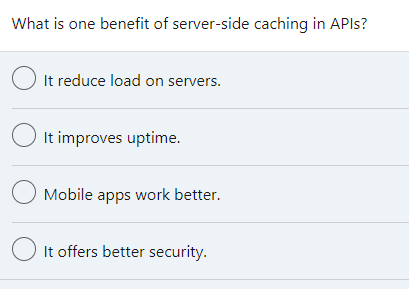 What is one benefit of server-side caching in APIs?
It reduce load on servers.
It improves uptime.
Mobile apps work better.
It offers better security.